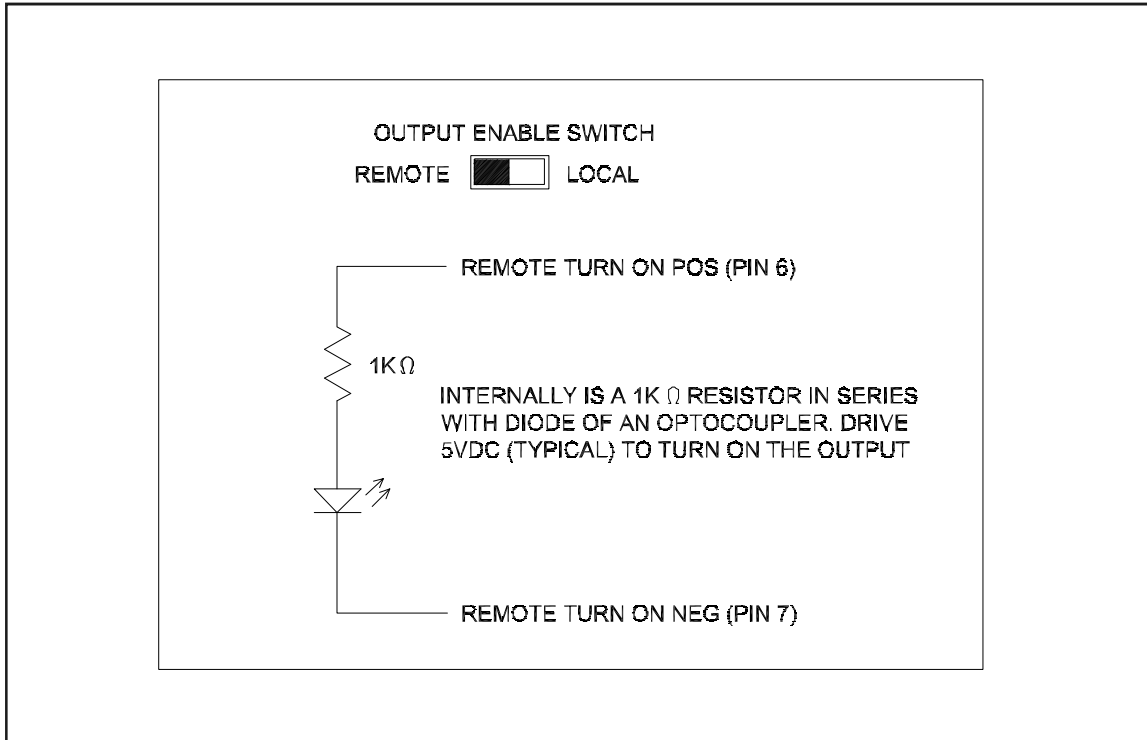 OUTPUT ENABLE SWITCH
REMOTE LOCAL
REMOTE TURN ON POS (PIN 6)
1K Ω
INTERNALLY IS A 1K Ω RESISTOR IN SERIES
WITH DIODE OF AN OPTOCOUPLER. DRIVE
5VDC (TYPICAL) TO TURN ON THE OUTPUT
REMOTE TURN ON NEG (PIN 7)